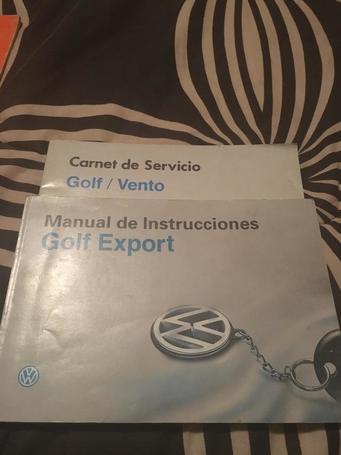 Carnet de Servicio
Golf / Vento
Manual de Instrucciones
Golf Export